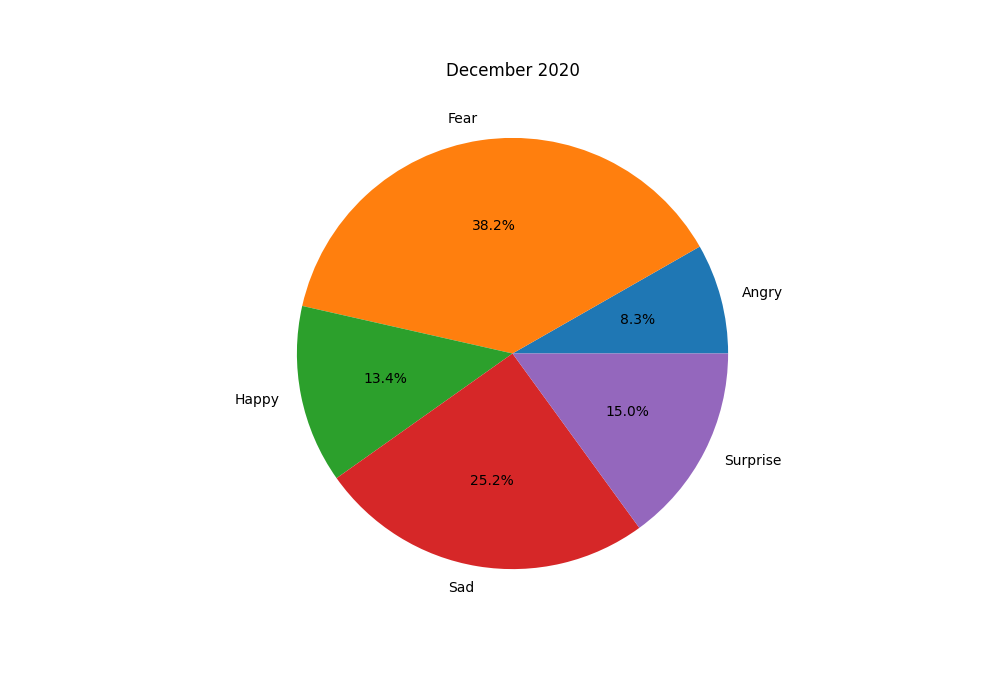 December 2020
Fear
38.2%
Angry
8.3%
13.4%
Happy
15.0%
Surprise
25.2%
Sad